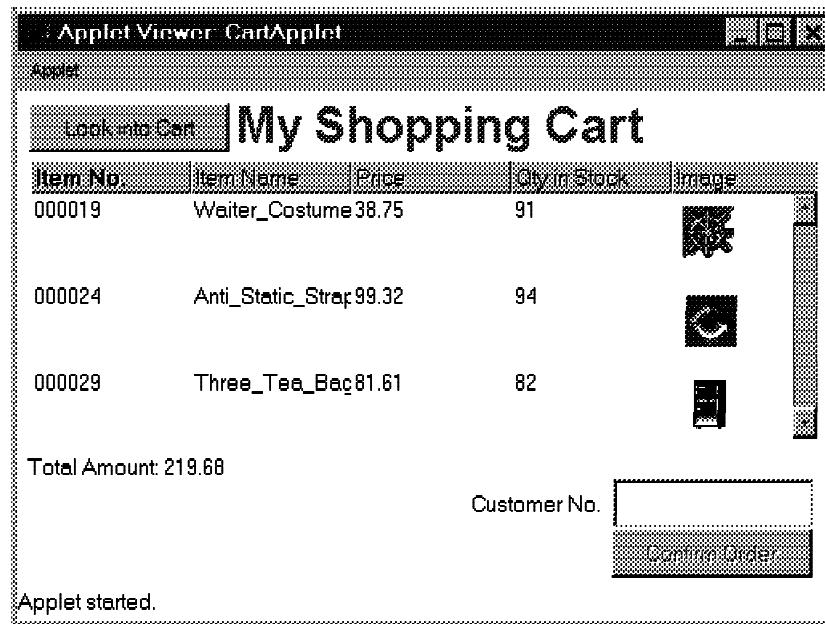 Applet Viewer: CartApplet
Applet
Look into Cart My Shopping Cart
Item No. Item Name Price Qty in Stock Image
000019 Waiter_Costume 38.75 91
000024 Anti_Static_Strap 99.32 94
000029 Three_Tea_Bag 81.61 82
Total Amount: 219.68
Customer No.
Confirm Order
Applet started.